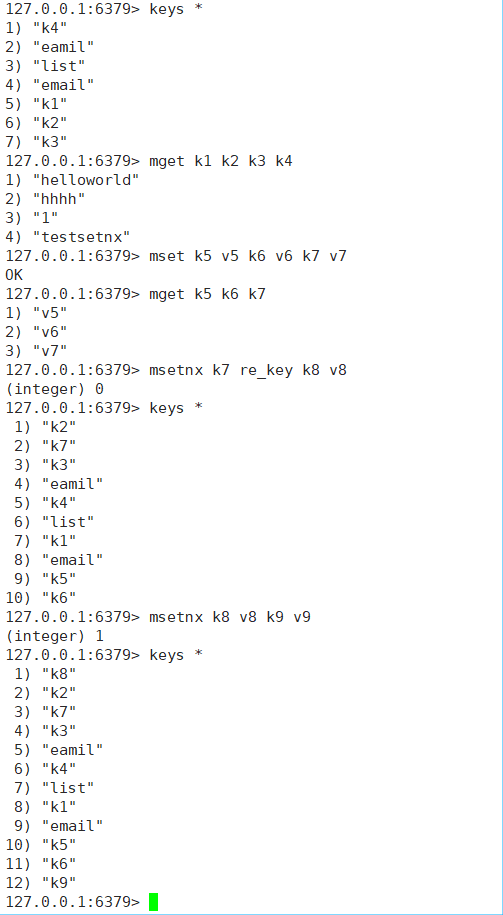 127.0.0.1:6379> keys *
1) "k4"
2) "eamil"
3) "list"
4) "email"
5) "k1"
6) "k2"
7) "k3"
127.0.0.1:6379> mget k1 k2 k3 k4
1) "helloworld"
2) "hhhh"
3) "1"
4) "testsetnx"
127.0.0.1:6379> mset k5 v5 k6 v6 k7 v7
OK
127.0.0.1:6379> mget k5 k6 k7
1) "v5"
2) "v6"
3) "v7"
127.0.0.1:6379> msetnx k7 re_key k8 v8
(integer) 0
127.0.0.1:6379> keys *
 1) "k2"
 2) "k7"
 3) "k3"
 4) "eamil"
 5) "k4"
 6) "list"
 7) "k1"
 8) "email"
 9) "k5"
10) "k6"
127.0.0.1:6379> msetnx k8 v8 k9 v9
(integer) 1
127.0.0.1:6379> keys *
 1) "k8"
 2) "k2"
 3) "k7"
 4) "k3"
 5) "eamil"
 6) "k4"
 7) "list"
 8) "k1"
 9) "email"
10) "k5"
11) "k6"
12) "k9"
127.0.0.1:6379>